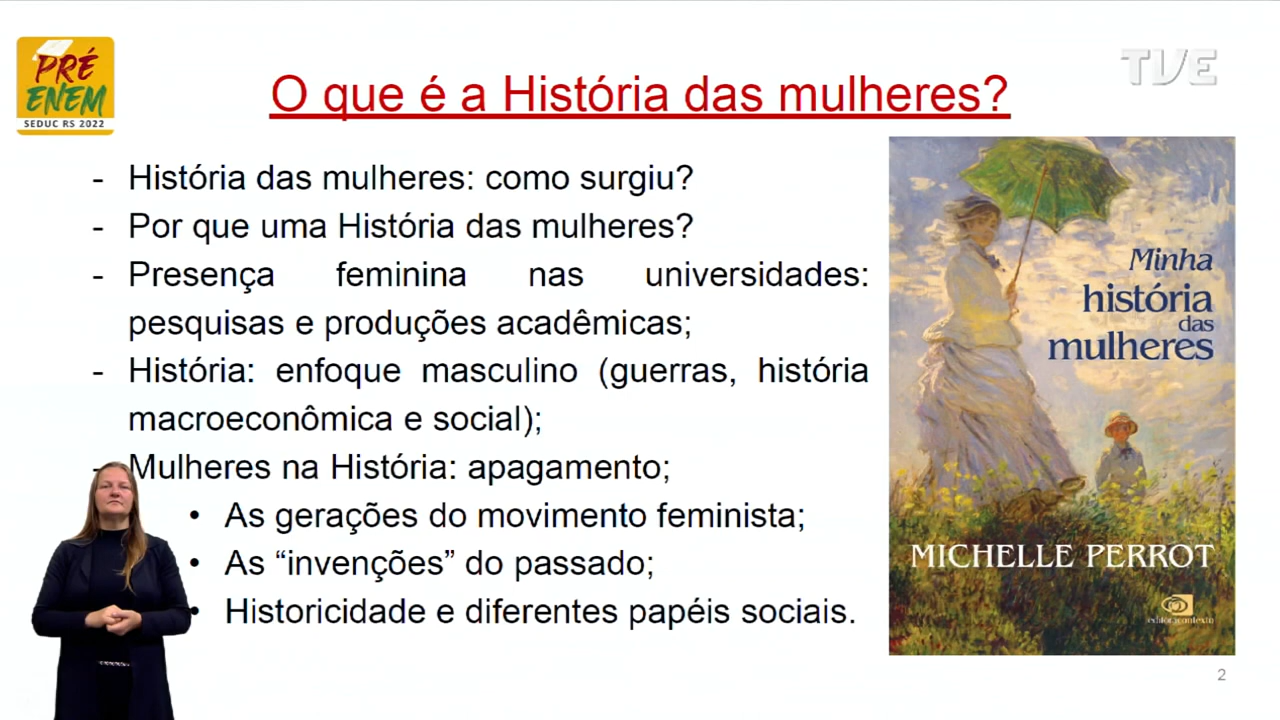 PRÉ
ENEM
SEDUC RS 2022
TVE
O que é a História das mulheres?
- História das mulheres: como surgiu?
- Por que uma História das mulheres?
- Presença feminina nas universidades:
pesquisas e produções acadêmicas;
- História: enfoque masculino (guerras, história
macroeconômica e social);
- Mulheres na História: apagamento;
• As gerações do movimento feminista;
• As “invenções” do passado;
• Historicidade e diferentes papéis sociais.
Minha
história
das
mulheres
MICHELLE PERROT
editoracontexto
2